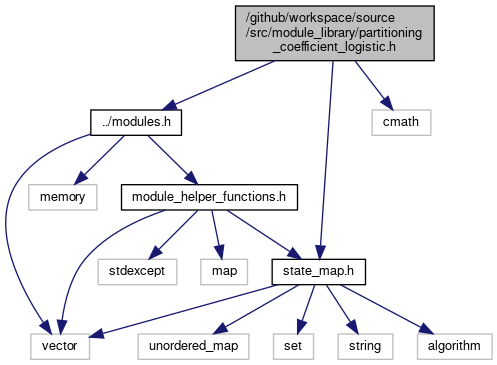 /github/workspace/source
/src/module_library/partitioning
_coefficient_logistic.h
../modules.h
cmath
memory
module_helper_functions.h
stdexcept
map
state_map.h
vector
unordered_map
set
string
algorithm